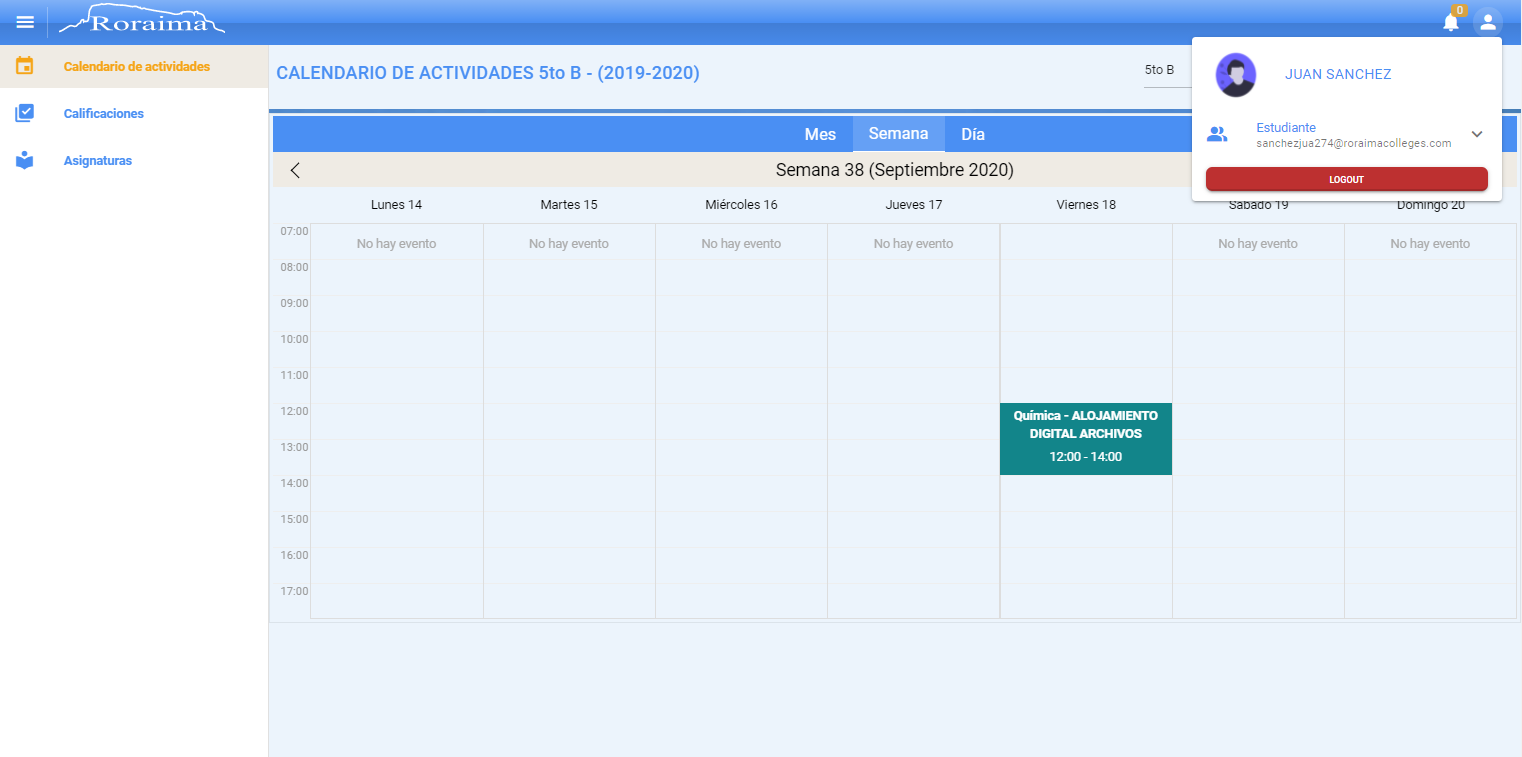 Roraima
0
Calendario de actividades
Calificaciones
Asignaturas
CALENDARIO DE ACTIVIDADES 5to B - (2019-2020)
5to B
JUAN SANCHEZ
Estudiante
sanchezjua274@roraimacolleges.com
LOGOUT
Mes
Semana
Día
Semana 38 (Septiembre 2020)
Lunes 14
Martes 15
Miércoles 16
Jueves 17
Viernes 18
Sábado 19
Domingo 20
07:00
No hay evento
No hay evento
No hay evento
No hay evento
No hay evento
No hay evento
08:00
09:00
10:00
11:00
12:00
Química - ALOJAMIENTO
DIGITAL ARCHIVOS
12:00 - 14:00
13:00
14:00
15:00
16:00
17:00